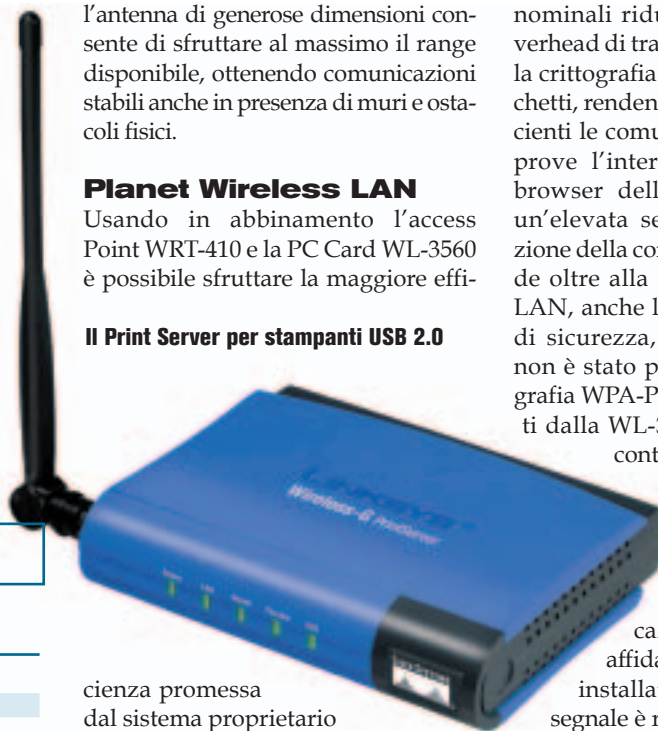 l'antenna di generose dimensioni con-
sente di sfruttare al massimo il range
disponibile, ottenendo comunicazioni
stabili anche in presenza di muri e osta-
coli fisici.
Planet Wireless LAN
Usando in abbinamento l'access
Point WRT-410 e la PC Card WL-3560
è possibile sfruttare la maggiore effi-
Il Print Server per stampanti USB 2.0
LINKSYS
Wireless-G PrintServer
cienza promessa
dal sistema proprietario
nominali ridu
verhead di tra
la crittografia
chetti, renden
cienti le comu
prove l'inter
browser dell
un'elevata se
zione della co
de oltre alla
LAN, anche l
di sicurezza,
non è stato p
grafia WPA-P
ti dalla WL-3
cont
ca
affida
installa
segnale è r